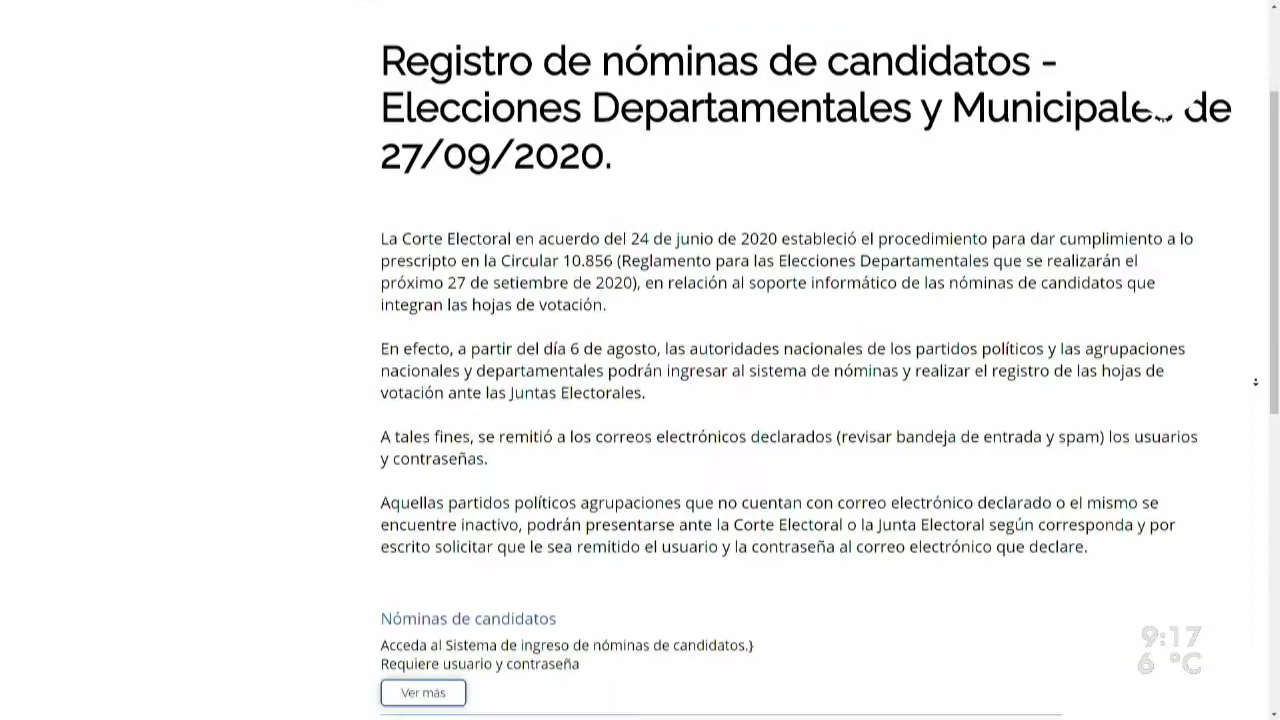 Registro de nóminas de candidatos -
Elecciones Departamentales y Municipales de
27/09/2020.
La Corte Electoral en acuerdo del 24 de junio de 2020 estableció el procedimiento para dar cumplimiento a lo
prescripto en la Circular 10.856 (Reglamento para las Elecciones Departamentales que se realizarán el
próximo 27 de setiembre de 2020), en relación al soporte informático de las nóminas de candidatos que
integran las hojas de votación.
En efecto, a partir del día 6 de agosto, las autoridades nacionales de los partidos políticos y las agrupaciones
nacionales y departamentales podrán ingresar al sistema de nóminas y realizar el registro de las hojas de
votación ante las Juntas Electorales.
A tales fines, se remitió a los correos electrónicos declarados (revisar bandeja de entrada y spam) los usuarios
y contraseñas.
Aquellas partidos políticos agrupaciones que no cuentan con correo electrónico declarado o el mismo se
encuentre inactivo, podrán presentarse ante la Corte Electoral o la Junta Electoral según corresponda y por
escrito solicitar que le sea remitido el usuario y la contraseña al correo electrónico que declare.
Nóminas de candidatos
Acceda al Sistema de ingreso de nóminas de candidatos.}
Requiere usuario y contraseña
Ver más
9:17
6 °C